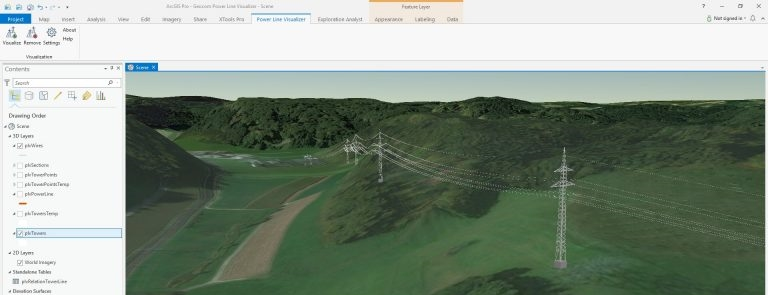 ArcGIS Pro - Geocom Power Line Visualizer - Scene
Feature Layer
Project Map Insert Analysis View Edit Imagery Share Geocom XTools Pro Power Line Visualizer Exploration Analyst Appearance Labeling Data
Not signed in
Visualize Remove Settings About
Help
Visualization
Contents
Scene
Search
Drawing Order
Scene
3D Layers
plvWires
plvSections
plvTowerPoints
plvTowerPointsTemp
plvPowerLine
plvTowersTemp
plvTowers
2D Layers
World Imagery
Standalone Tables
plvRelationTowerLine
Elevation Surfaces